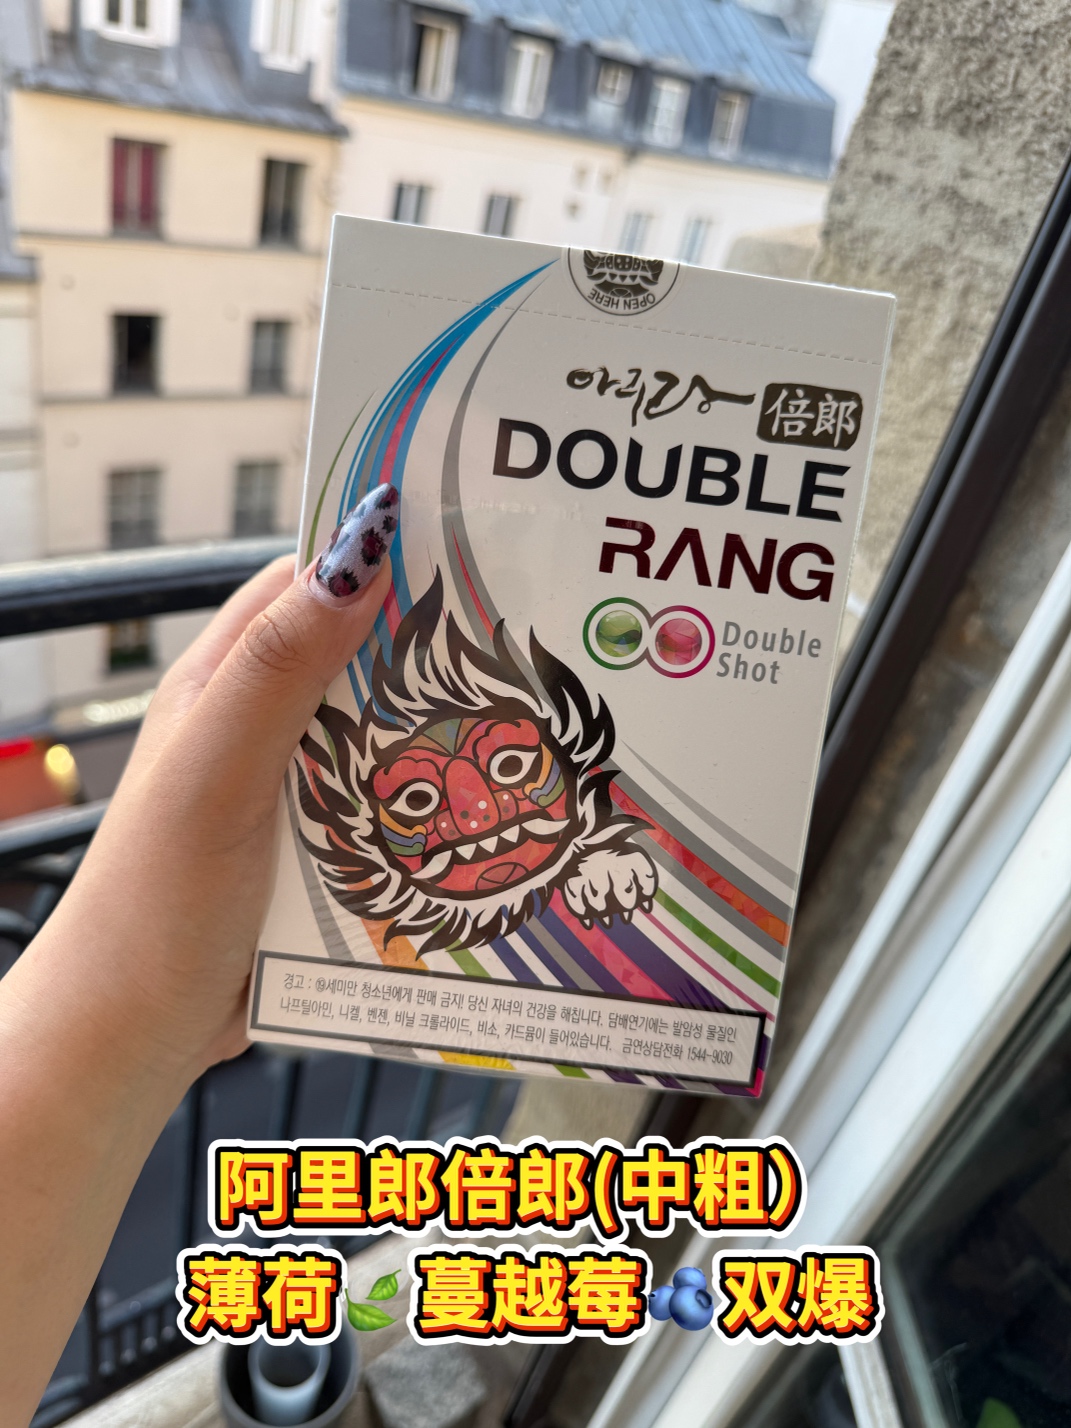 OPEN HERE
아리랑 倍郎
DOUBLE
RANG
Double
Shot
경고 : ⑲세미만 청소년에게 판매 금지! 당신 자녀의 건강을 해칩니다. 담배연기에는 발암성 물질인
나프틸아민, 니켈, 벤젠, 비닐 크롤라이드, 비소, 카드뮴이 들어있습니다. 금연상담전화 1544-9030
阿里郎倍郎(中粗）
薄荷🍃蔓越莓🫐双爆